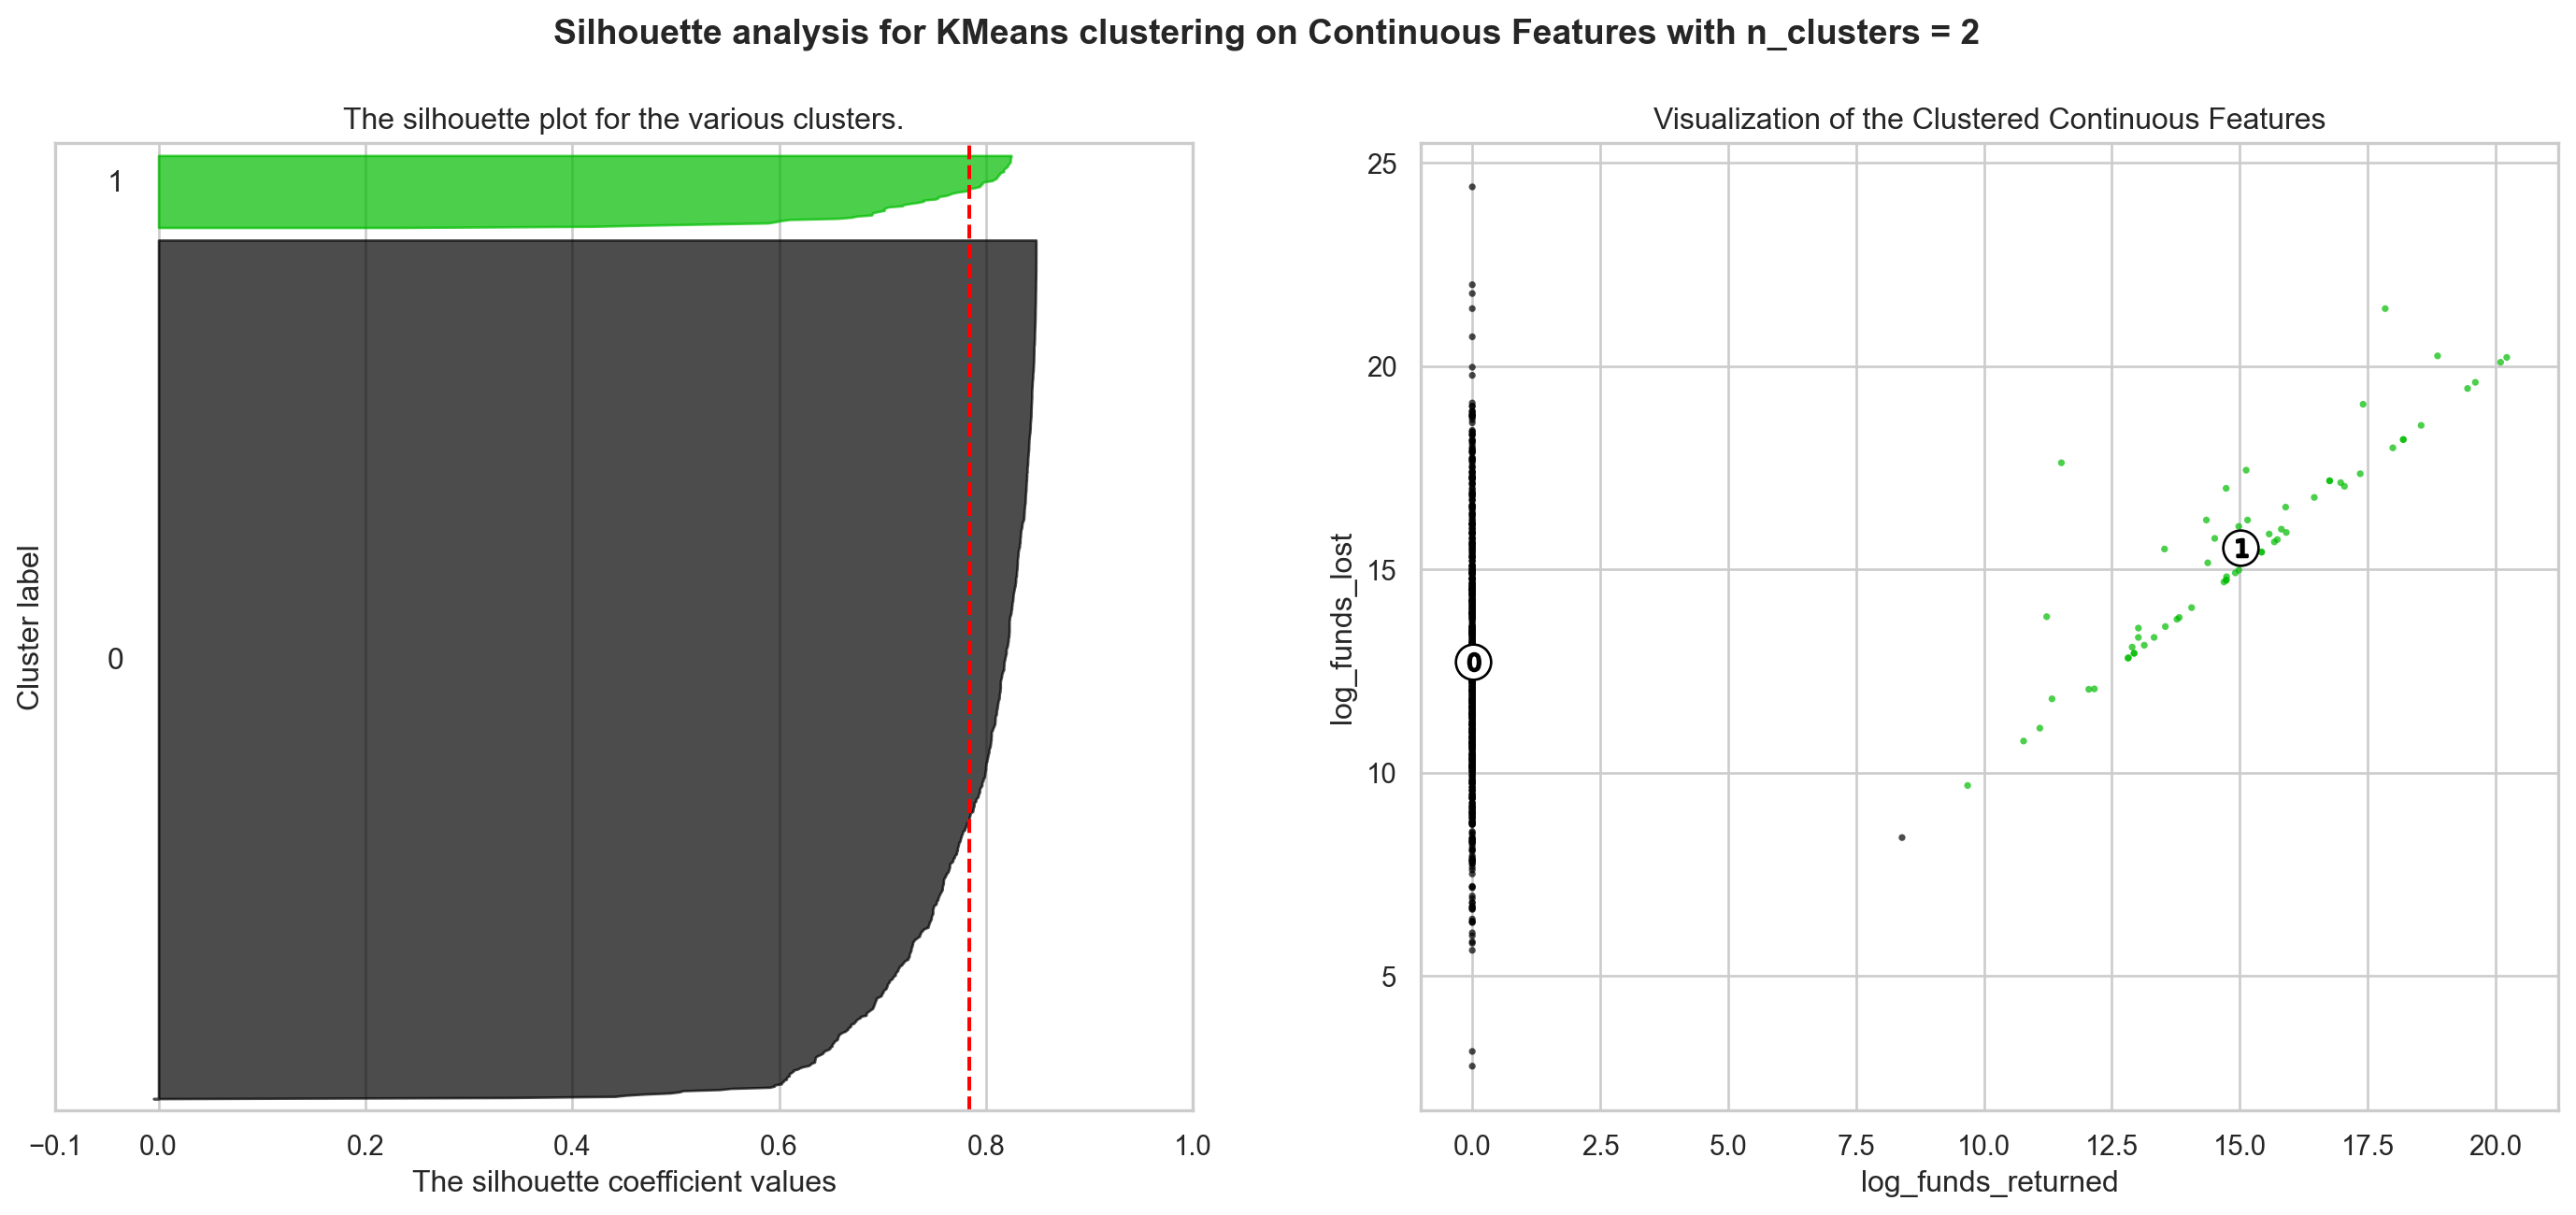 Silhouette analysis for KMeans clustering on Continuous Features with n_clusters = 2
The silhouette plot for the various clusters.
1
0
Cluster label
−0.1 0.0 0.2 0.4 0.6 0.8 1.0
The silhouette coefficient values
Visualization of the Clustered Continuous Features
25
20
15
10
5
log_funds_lost
1
0
0.0 2.5 5.0 7.5 10.0 12.5 15.0 17.5 20.0
log_funds_returned